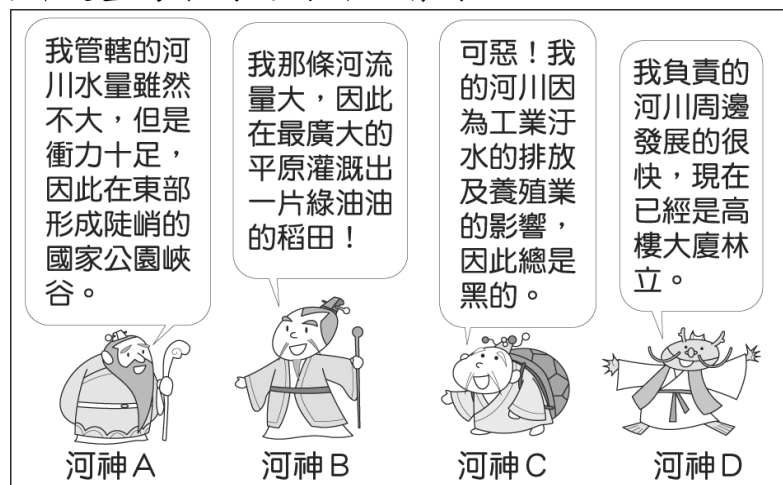 我管轄的河
川水量雖然
不大，但是
衝力十足，
因此在東部
形成陡峭的
國家公園峽
谷。
我那條河流
量大，因此
在最廣大的
平原灌溉出
一片綠油油
的稻田！
可惡！我
的河川因
為工業汙
水的排放
及養殖業
的影響，
因此總是
黑的。
我負責的
河川周邊
發展的很
快，現在
已經是高
樓大廈林
立。
河神A
河神B
河神C
河神D